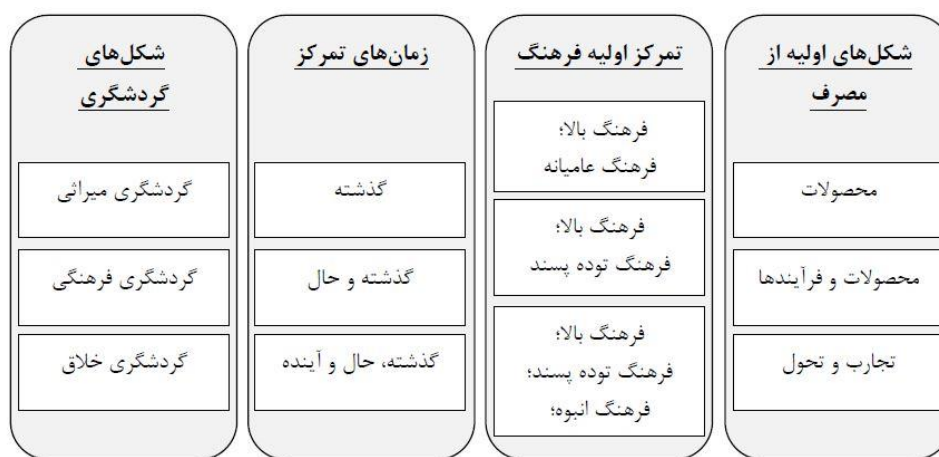 شکل‌های اولیه از
مصرف
محصولات
محصولات و فرآیندها
تجارب و تحول
تمرکز اولیه فرهنگ
فرهنگ بالا؛
فرهنگ عامیانه
فرهنگ بالا؛
فرهنگ توده پسند
فرهنگ بالا؛
فرهنگ توده پسند؛
فرهنگ انبوه؛
زمان‌های تمرکز
گذشته
گذشته و حال
گذشته، حال و آینده
شکل‌های
گردشگری
گردشگری میراثی
گردشگری فرهنگی
گردشگری خلاق